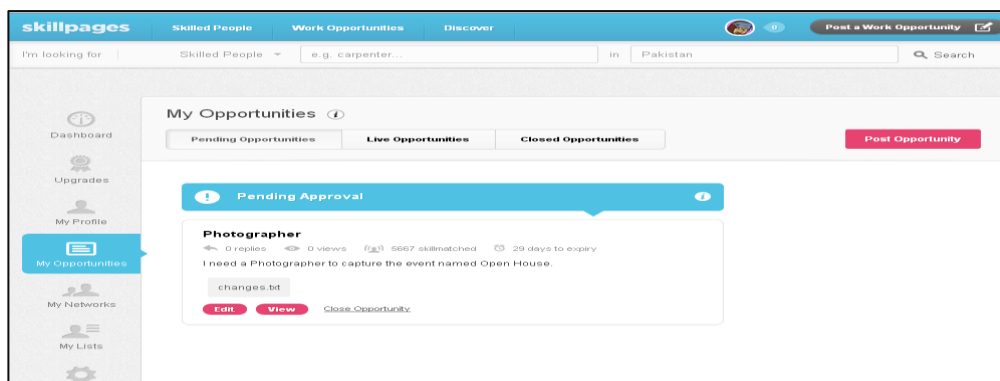 skillpages Skilled People Work Opportunities Discover 0 Post a Work Opportunity
I'm looking for Skilled People e.g. carpenter... in Pakistan Search
My Opportunities i
Dashboard
Pending Opportunities Live Opportunities Closed Opportunities Post Opportunity
Upgrades
! Pending Approval i
My Profile
Photographer
0 replies 0 views 5667 skillmatched 29 days to expiry
My Opportunities
I need a Photographer to capture the event named Open House.
changes.txt
My Networks
Edit View Close Opportunity
My Lists